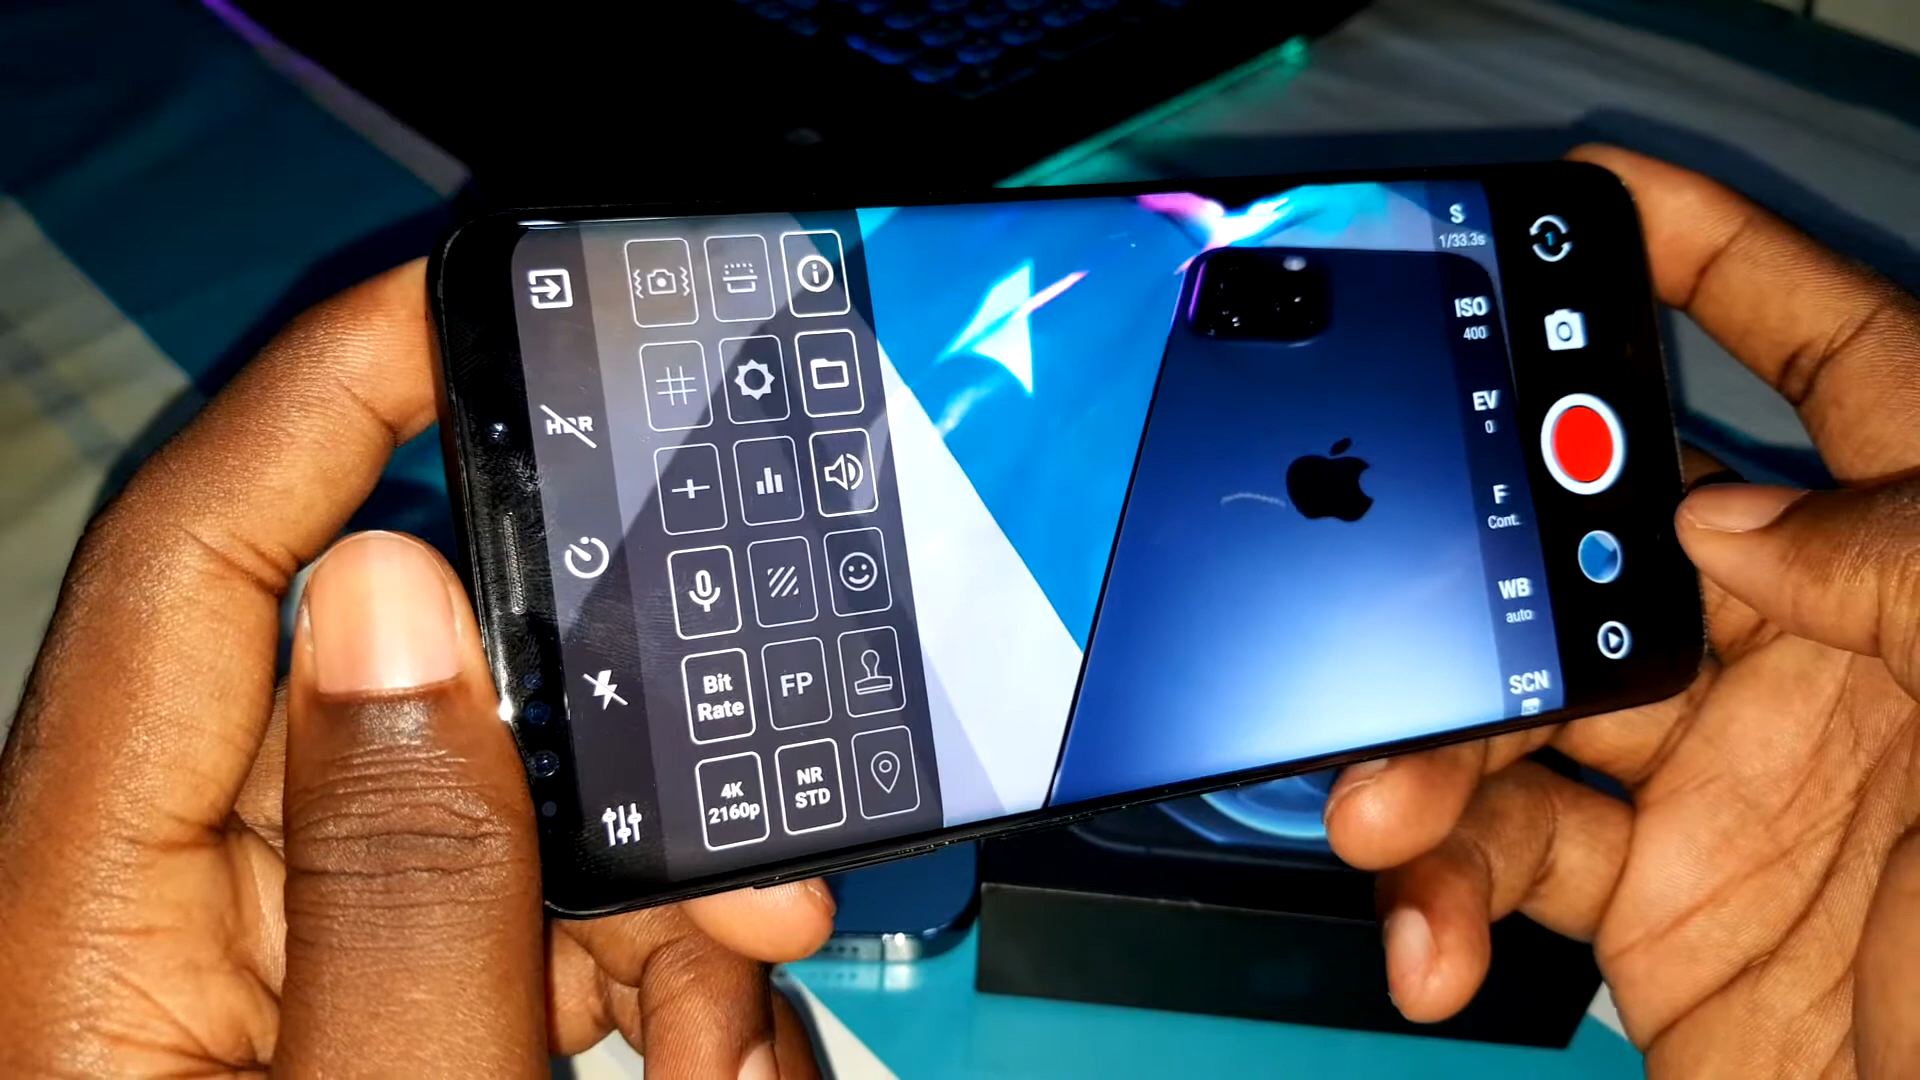 HDR
Bit
Rate
FP
4K
2160p
NR
STD
S
1/33.3s
ISO
400
EV
0
F
Cont.
WB
auto
SCN
1